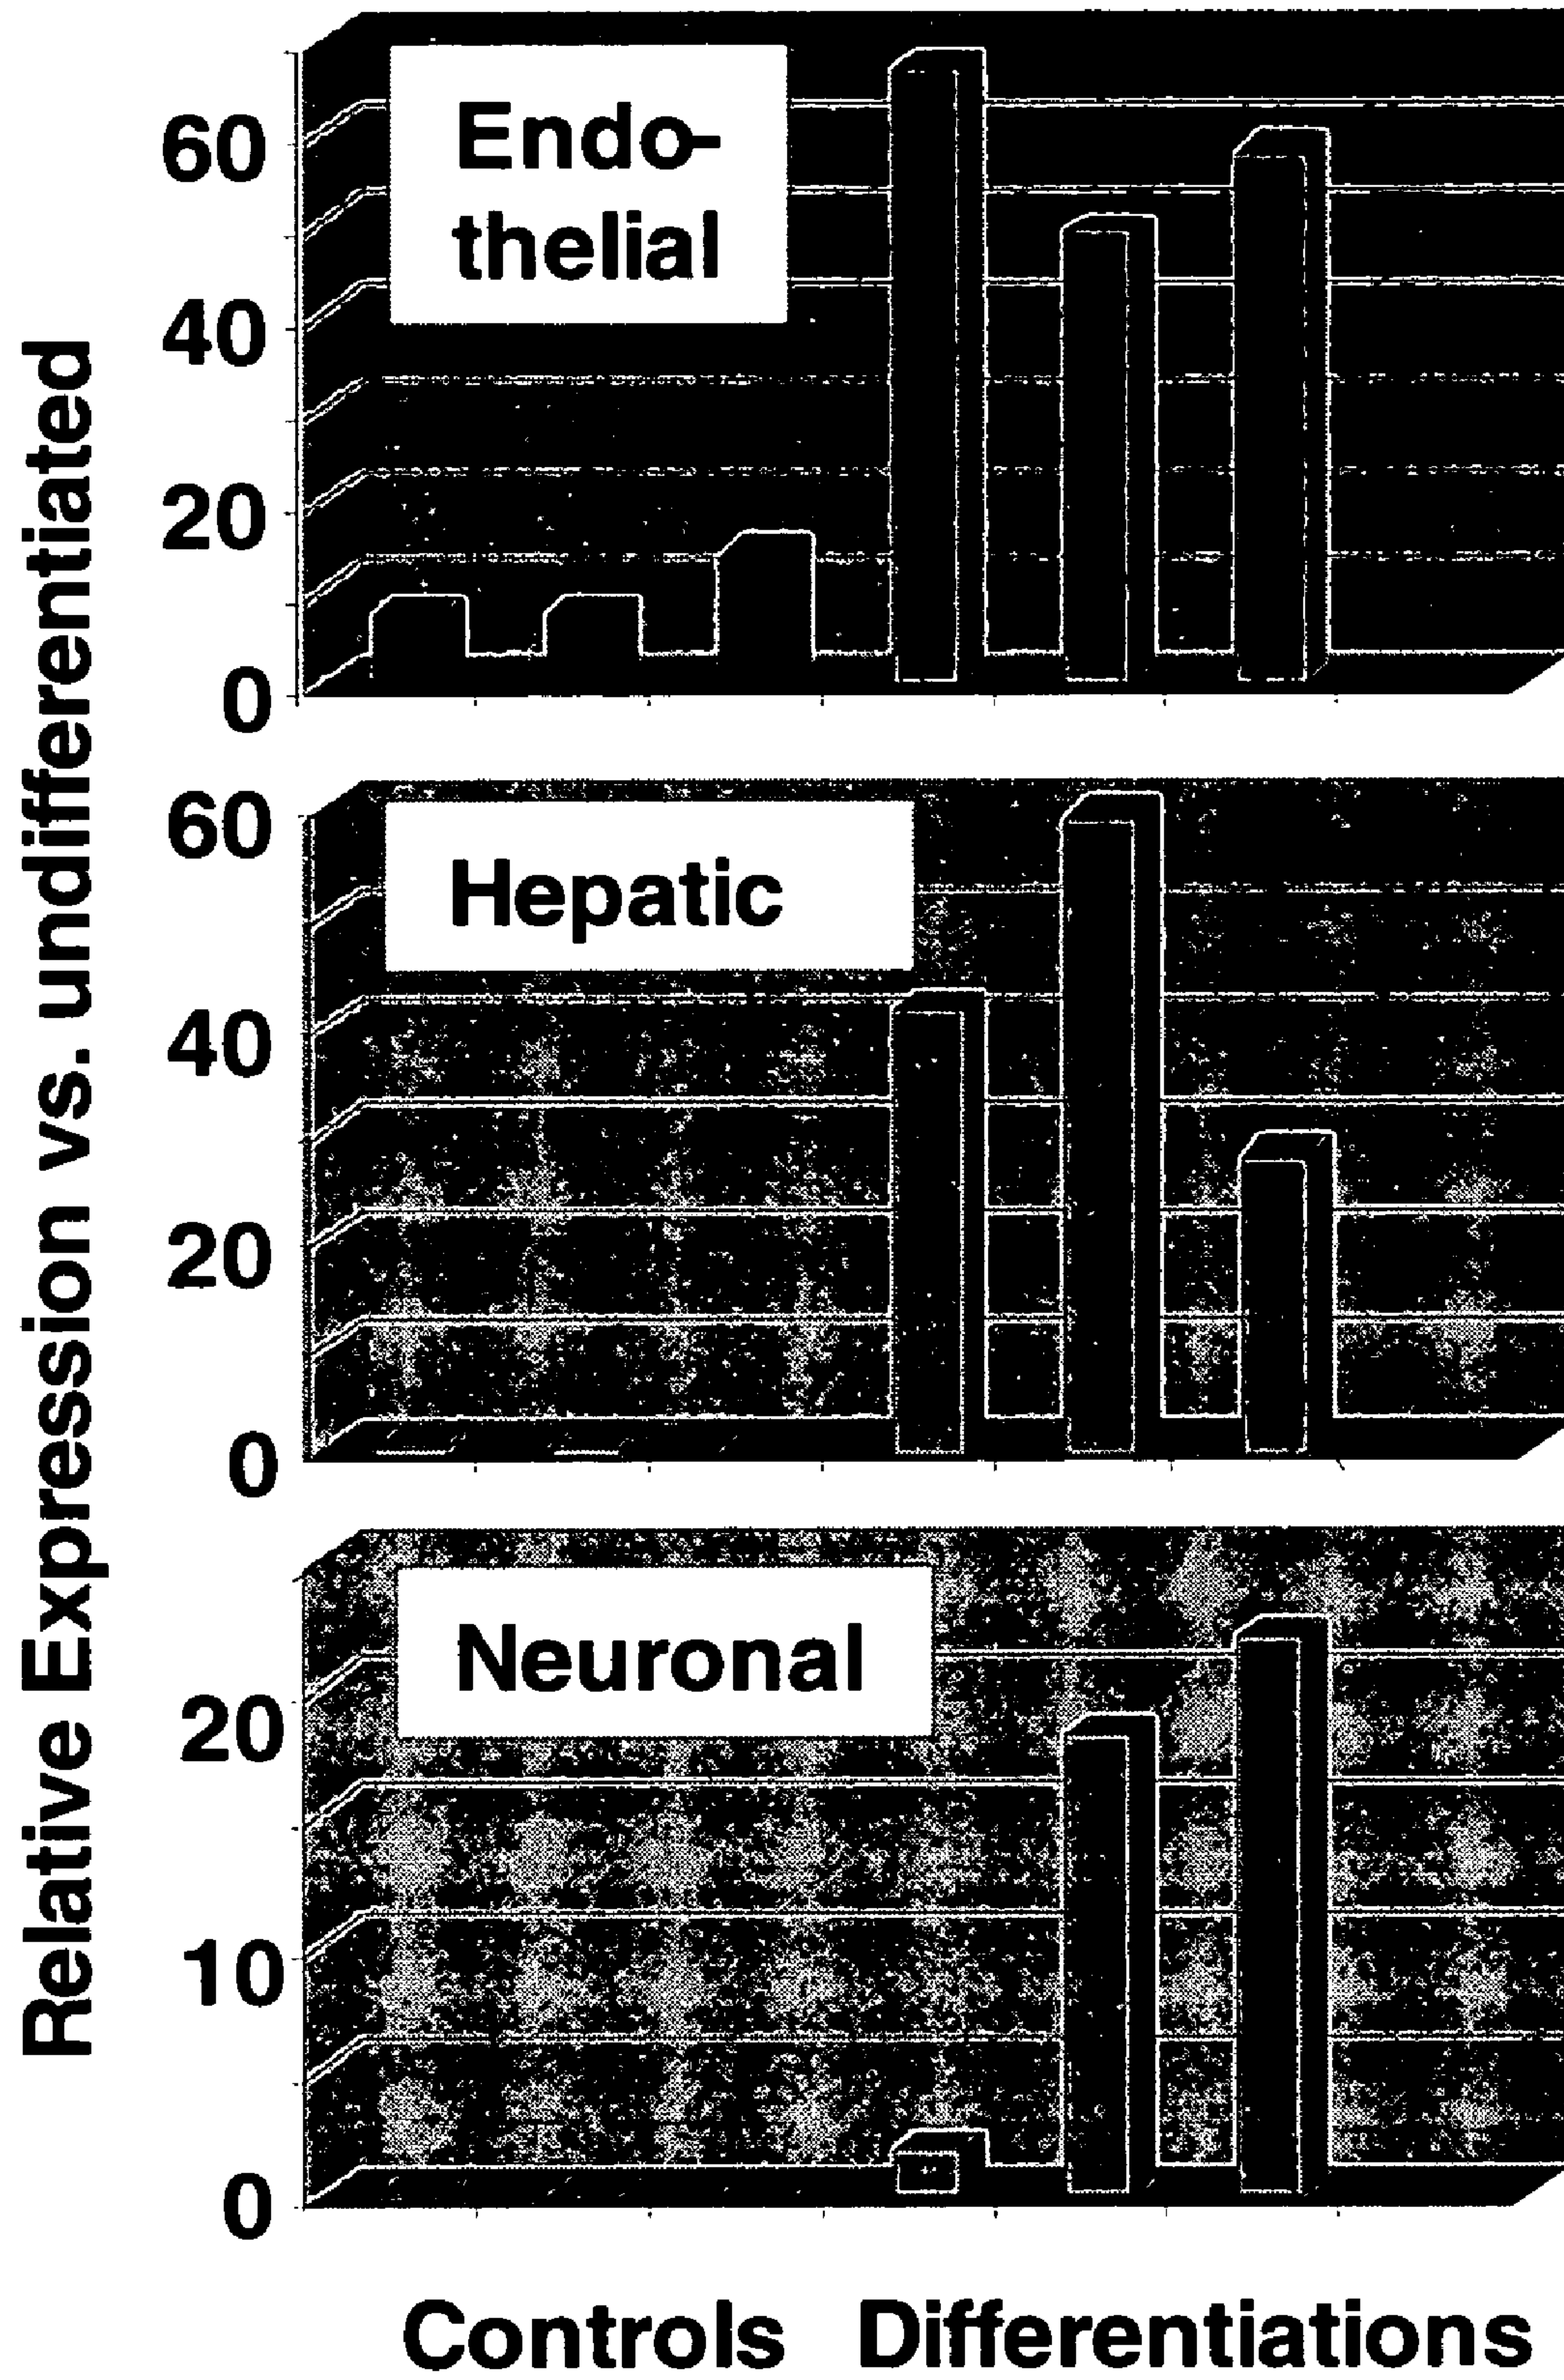 Relative Expression vs. undifferentiated
Endo-
thelial
60
40
20
0
Hepatic
60
40
20
0
Neuronal
20
10
0
Controls Differentiations